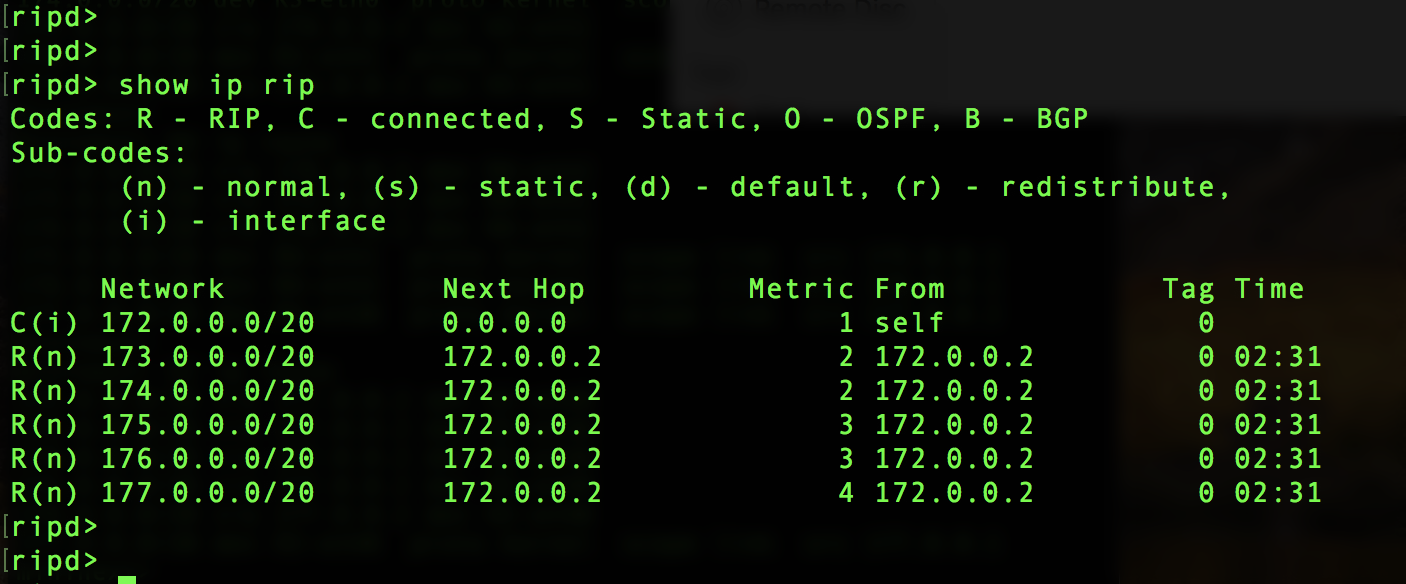 [ripd>
[ripd>
[ripd> show ip rip
Codes: R - RIP, C - connected, S - Static, O - OSPF, B - BGP
Sub-codes:
      (n) - normal, (s) - static, (d) - default, (r) - redistribute,
      (i) - interface

     Network            Next Hop         Metric From            Tag Time
C(i) 172.0.0.0/20       0.0.0.0               1 self              0
R(n) 173.0.0.0/20       172.0.0.2             2 172.0.0.2         0 02:31
R(n) 174.0.0.0/20       172.0.0.2             2 172.0.0.2         0 02:31
R(n) 175.0.0.0/20       172.0.0.2             3 172.0.0.2         0 02:31
R(n) 176.0.0.0/20       172.0.0.2             3 172.0.0.2         0 02:31
R(n) 177.0.0.0/20       172.0.0.2             4 172.0.0.2         0 02:31
[ripd>
[ripd>